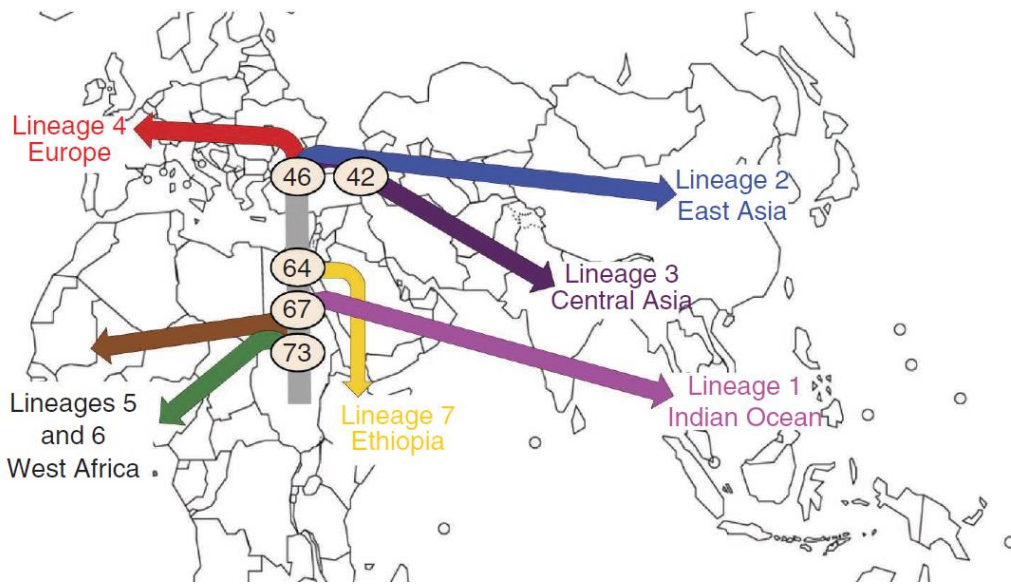 Lineage 4
Europe
46
42
Lineage 2
East Asia
64
Lineage 3
Central Asia
67
73
Lineages 5
and 6
West Africa
Lineage 7
Ethiopia
Lineage 1
Indian Ocean